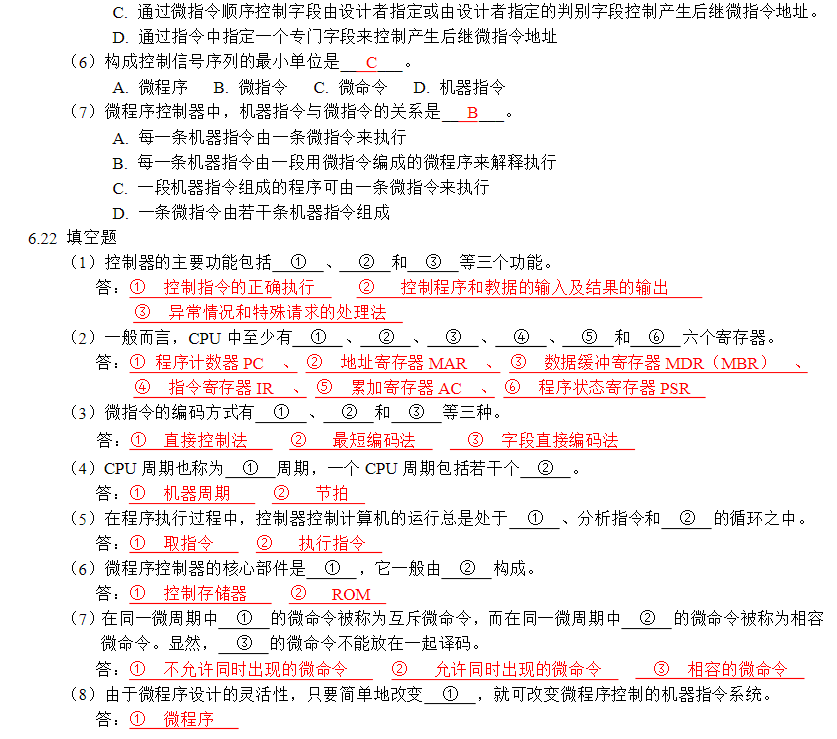 C. 通过微指令顺序控制字段由设计者指定或由设计者指定的判别字段控制产生后继微指令地址。
D. 通过指令中指定一个专门字段来控制产生后继微指令地址
（6）构成控制信号序列的最小单位是 C 。
A. 微程序 B. 微指令 C. 微命令 D. 机器指令
（7）微程序控制器中，机器指令与微指令的关系是 B 。
A. 每一条机器指令由一条微指令来执行
B. 每一条机器指令由一段用微指令编成的微程序来解释执行
C. 一段机器指令组成的程序可由一条微指令来执行
D. 一条微指令由若干条机器指令组成
6.22 填空题
（1）控制器的主要功能包括 ① 、 ② 和 ③ 等三个功能。
答：① 控制指令的正确执行 ② 控制程序和数据的输入及结果的输出
③ 异常情况和特殊请求的处理法
（2）一般而言，CPU 中至少有 ① 、 ② 、 ③ 、 ④ 、 ⑤ 和 ⑥ 六个寄存器。
答：① 程序计数器 PC 、 ② 地址寄存器 MAR 、 ③ 数据缓冲寄存器 MDR（MBR） 、
④ 指令寄存器 IR 、 ⑤ 累加寄存器 AC 、 ⑥ 程序状态寄存器 PSR
（3）微指令的编码方式有 ① 、 ② 和 ③ 等三种。
答：① 直接控制法 ② 最短编码法 ③ 字段直接编码法
（4）CPU 周期也称为 ① 周期，一个 CPU 周期包括若干个 ② 。
答：① 机器周期 ② 节拍
（5）在程序执行过程中，控制器控制计算机的运行总是处于 ① 、分析指令和 ② 的循环之中。
答：① 取指令 ② 执行指令
（6）微程序控制器的核心部件是 ① ，它一般由 ② 构成。
答：① 控制存储器 ② ROM
（7）在同一微周期中 ① 的微命令被称为互斥微命令，而在同一微周期中 ② 的微命令被称为相容
微命令。显然， ③ 的微命令不能放在一起译码。
答：① 不允许同时出现的微命令 ② 允许同时出现的微命令 ③ 相容的微命令
（8）由于微程序设计的灵活性，只要简单地改变 ① ，就可改变微程序控制的机器指令系统。
答：① 微程序